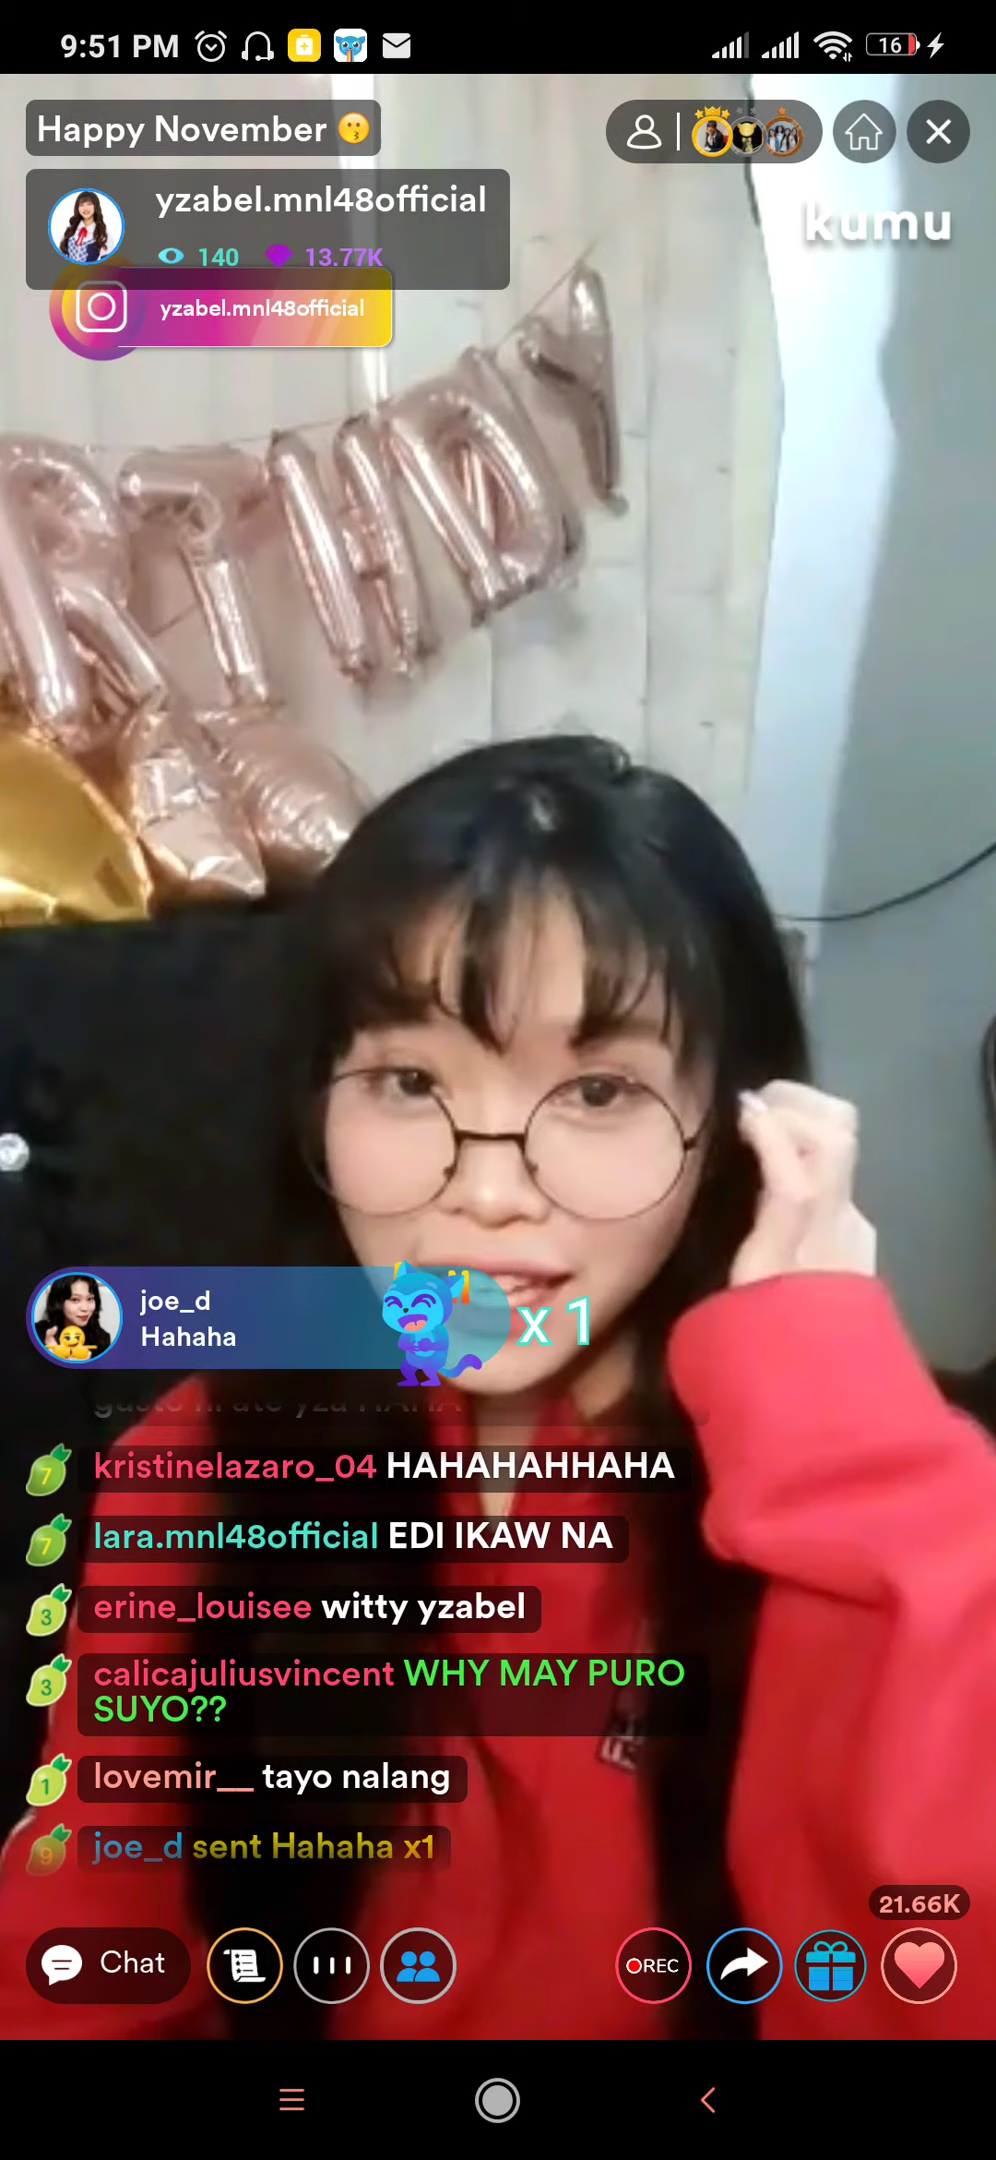 9:51 PM
16
Happy November 😗
yzabel.mnl48official
140 13.77K
kumu
yzabel.mnl48official
RTHDY
joe_d
Hahaha
x 1
kristinelazaro_04 HAHAHAHHAHA
7
lara.mnl48official EDI IKAW NA
7
erine_louisee witty yzabel
3
calicajuliusvincent WHY MAY PURO
SUYO??
3
lovemir__ tayo nalang
1
joe_d sent Hahaha x1
9
21.66K
Chat
REC